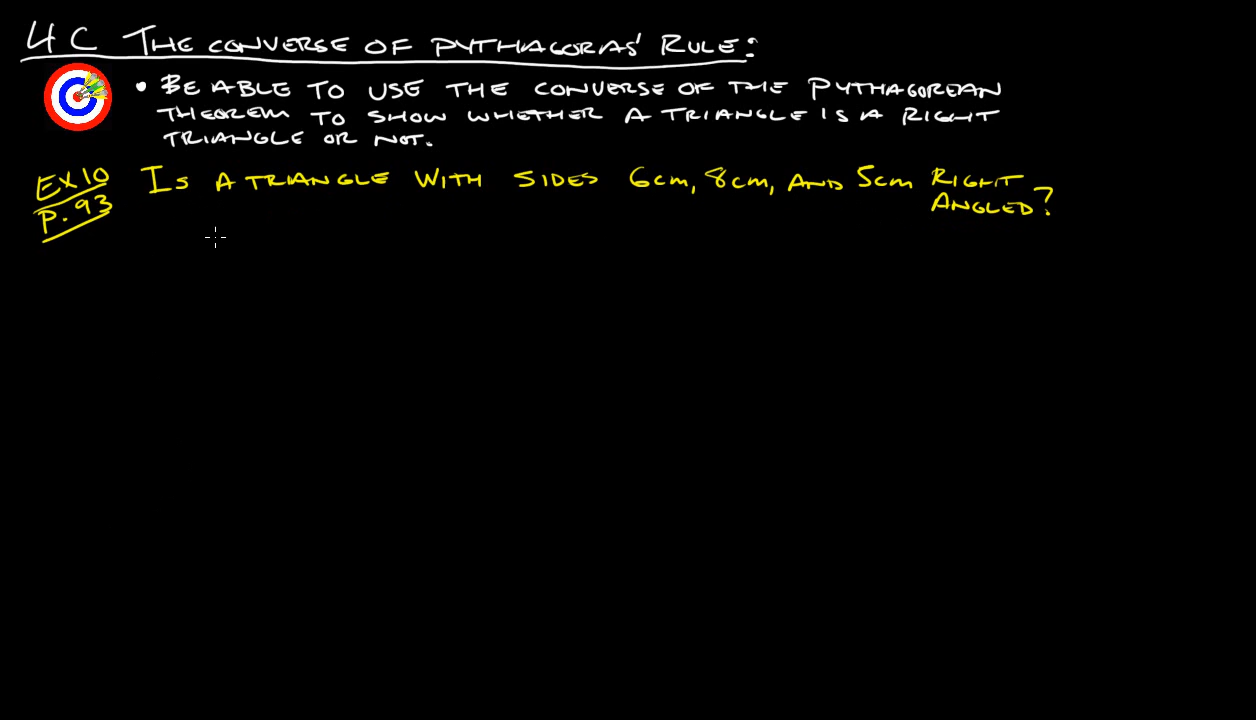 4C THE CONVERSE OF PYTHAGORAS' RULE:
• BE ABLE TO USE THE CONVERSE OF THE PYTHAGOREAN
THEOREM TO SHOW WHETHER A TRIANGLE IS A RIGHT
TRIANGLE OR NOT.
EX10
P.93
IS A TRIANGLE WITH SIDES 6cm, 8cm, AND 5cm RIGHT
ANGLED?